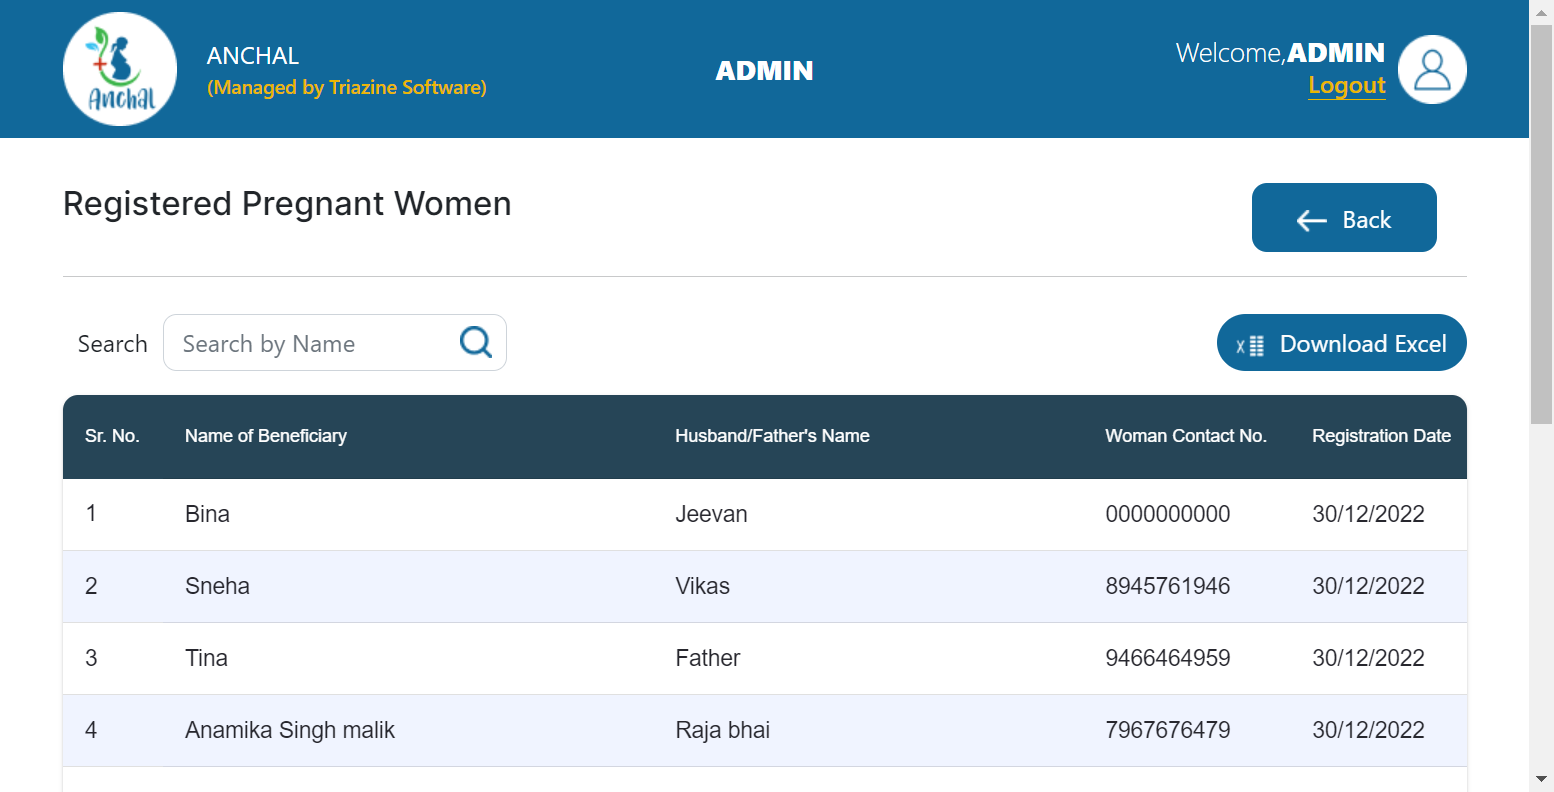 Anchal
ANCHAL
(Managed by Triazine Software)
ADMIN
Welcome,ADMIN
Logout
Registered Pregnant Women
Back
Search
Search by Name
x Download Excel
Sr. No. Name of Beneficiary Husband/Father's Name Woman Contact No. Registration Date
1 Bina Jeevan 0000000000 30/12/2022
2 Sneha Vikas 8945761946 30/12/2022
3 Tina Father 9466464959 30/12/2022
4 Anamika Singh malik Raja bhai 7967676479 30/12/2022